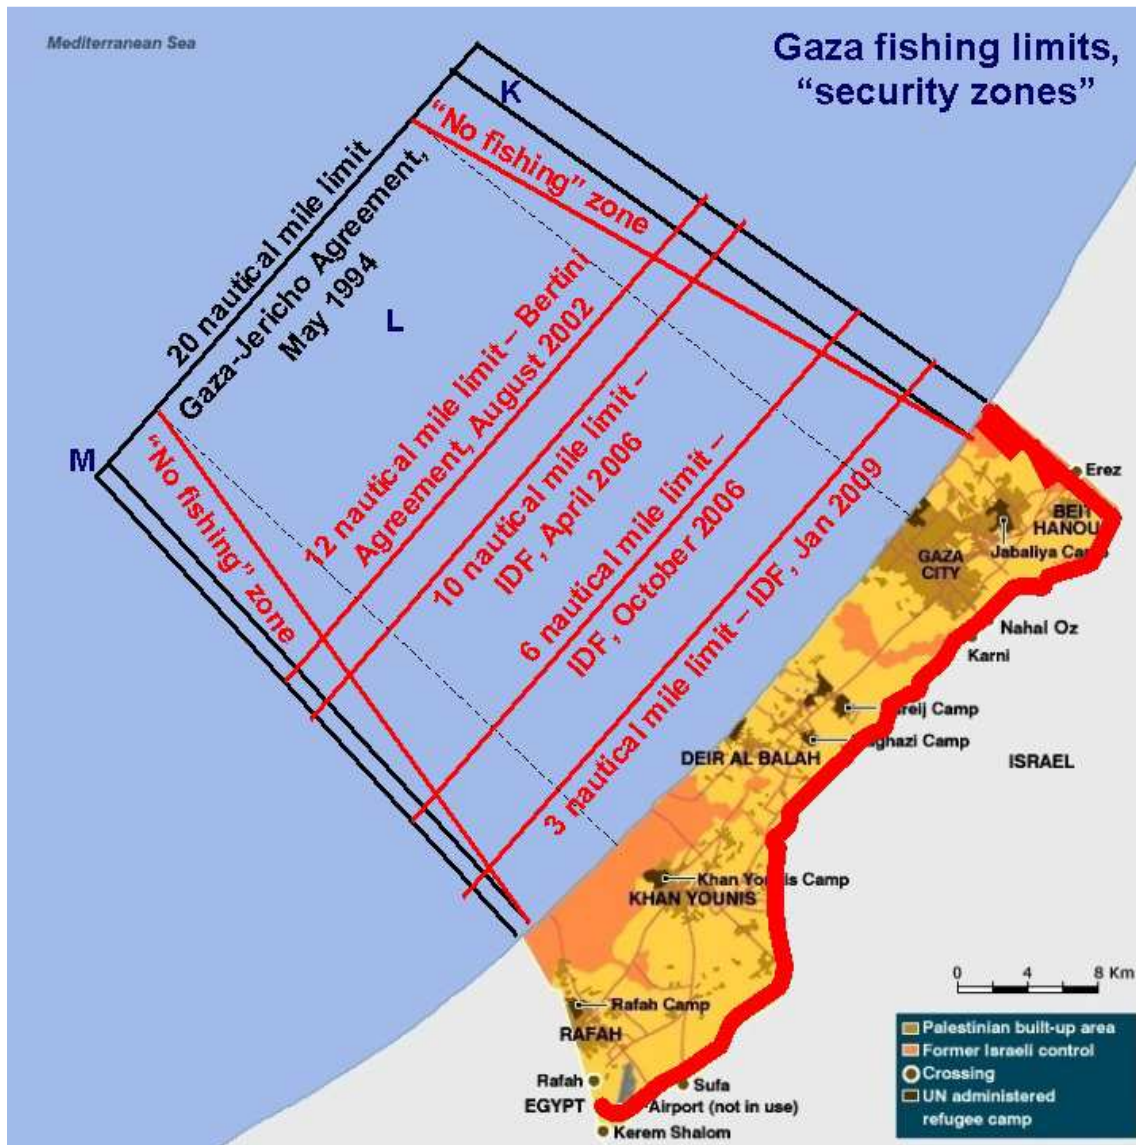 Mediterranean Sea
Gaza fishing limits,
“security zones”
K
“No fishing” zone
20 nautical mile limit
Gaza-Jericho Agreement,
May 1994
L
M
“No fishing” zone
12 nautical mile limit – Bertini
Agreement, August 2002
10 nautical mile limit –
IDF, April 2006
6 nautical mile limit –
IDF, October 2006
3 nautical mile limit – IDF, Jan 2009
Erez
BEIT
HANOU
Jabaliya Camp
GAZA
CITY
Nahal Oz
Karni
Camp
Camp
DEIR AL BALAH
ISRAEL
Khan Younis Camp
KHAN YOUNIS
0 4 8 Km
Rafah Camp
RAFAH
Palestinian built-up area
Former Israeli control
Crossing
UN administered
refugee camp
Rafah
Sufa
EGYPT
Airport (not in use)
Kerem Shalom